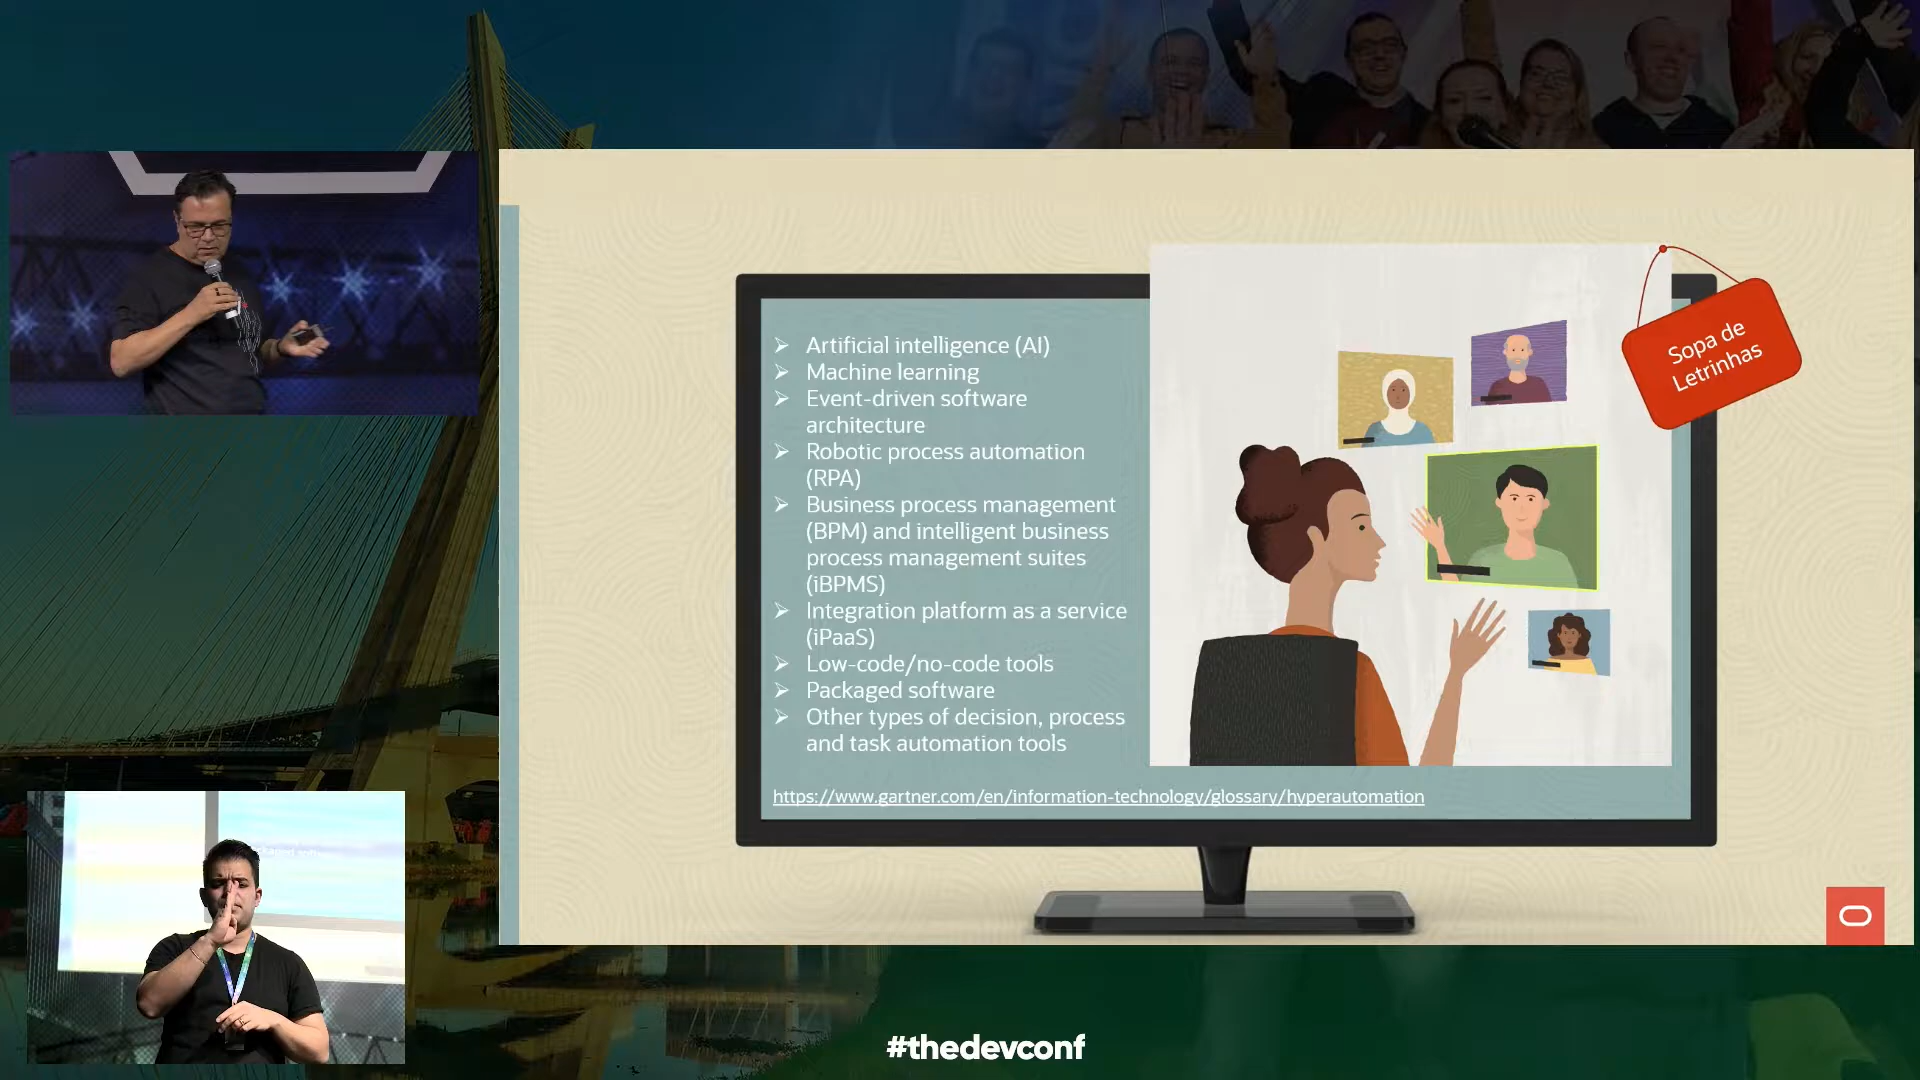 ➢ Artificial intelligence (AI)
➢ Machine learning
➢ Event-driven software
architecture
➢ Robotic process automation
(RPA)
➢ Business process management
(BPM) and intelligent business
process management suites
(iBPMS)
➢ Integration platform as a service
(iPaaS)
➢ Low-code/no-code tools
➢ Packaged software
➢ Other types of decision, process
and task automation tools
https://www.gartner.com/en/information-technology/glossary/hyperautomation
Sopa de
Letrinhas
#thedevconf